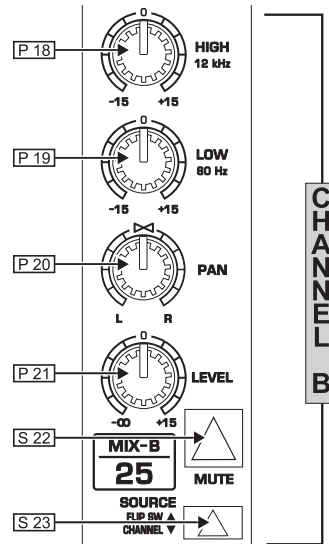 P 18
0
HIGH
12 kHz
-15 +15
P 19
0
LOW
80 Hz
-15 +15
P 20
PAN
L R
P 21
0
LEVEL
-∞ +15
S 22
MIX-B
25
MUTE
S 23
SOURCE
FLIP SW ▲
CHANNEL ▼
CHANNEL B